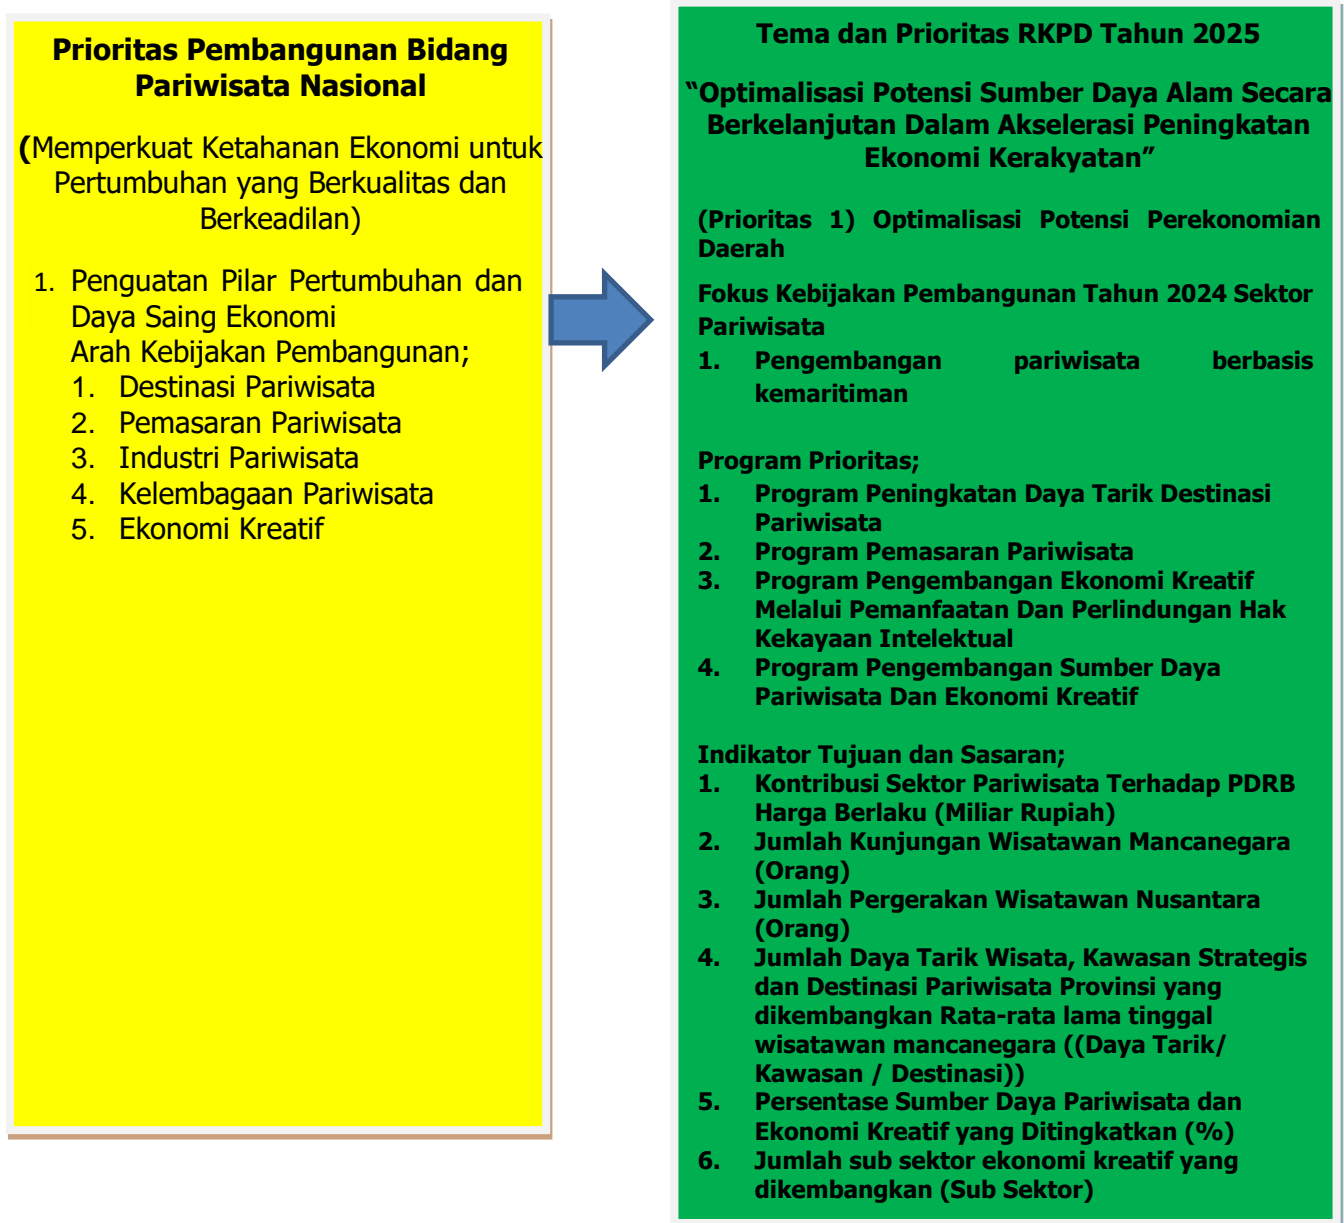 Prioritas Pembangunan Bidang
Pariwisata Nasional
(Memperkuat Ketahanan Ekonomi untuk
Pertumbuhan yang Berkualitas dan
Berkeadilan)
1. Penguatan Pilar Pertumbuhan dan
Daya Saing Ekonomi
Arah Kebijakan Pembangunan;
1. Destinasi Pariwisata
2. Pemasaran Pariwisata
3. Industri Pariwisata
4. Kelembagaan Pariwisata
5. Ekonomi Kreatif
Tema dan Prioritas RKPD Tahun 2025
“Optimalisasi Potensi Sumber Daya Alam Secara
Berkelanjutan Dalam Akselerasi Peningkatan
Ekonomi Kerakyatan”
(Prioritas 1) Optimalisasi Potensi Perekonomian
Daerah
Fokus Kebijakan Pembangunan Tahun 2024 Sektor
Pariwisata
1. Pengembangan pariwisata berbasis
kemaritiman
Program Prioritas;
1. Program Peningkatan Daya Tarik Destinasi
Pariwisata
2. Program Pemasaran Pariwisata
3. Program Pengembangan Ekonomi Kreatif
Melalui Pemanfaatan Dan Perlindungan Hak
Kekayaan Intelektual
4. Program Pengembangan Sumber Daya
Pariwisata Dan Ekonomi Kreatif
Indikator Tujuan dan Sasaran;
1. Kontribusi Sektor Pariwisata Terhadap PDRB
Harga Berlaku (Miliar Rupiah)
2. Jumlah Kunjungan Wisatawan Mancanegara
(Orang)
3. Jumlah Pergerakan Wisatawan Nusantara
(Orang)
4. Jumlah Daya Tarik Wisata, Kawasan Strategis
dan Destinasi Pariwisata Provinsi yang
dikembangkan Rata-rata lama tinggal
wisatawan mancanegara ((Daya Tarik/
Kawasan / Destinasi))
5. Persentase Sumber Daya Pariwisata dan
Ekonomi Kreatif yang Ditingkatkan (%)
6. Jumlah sub sektor ekonomi kreatif yang
dikembangkan (Sub Sektor)